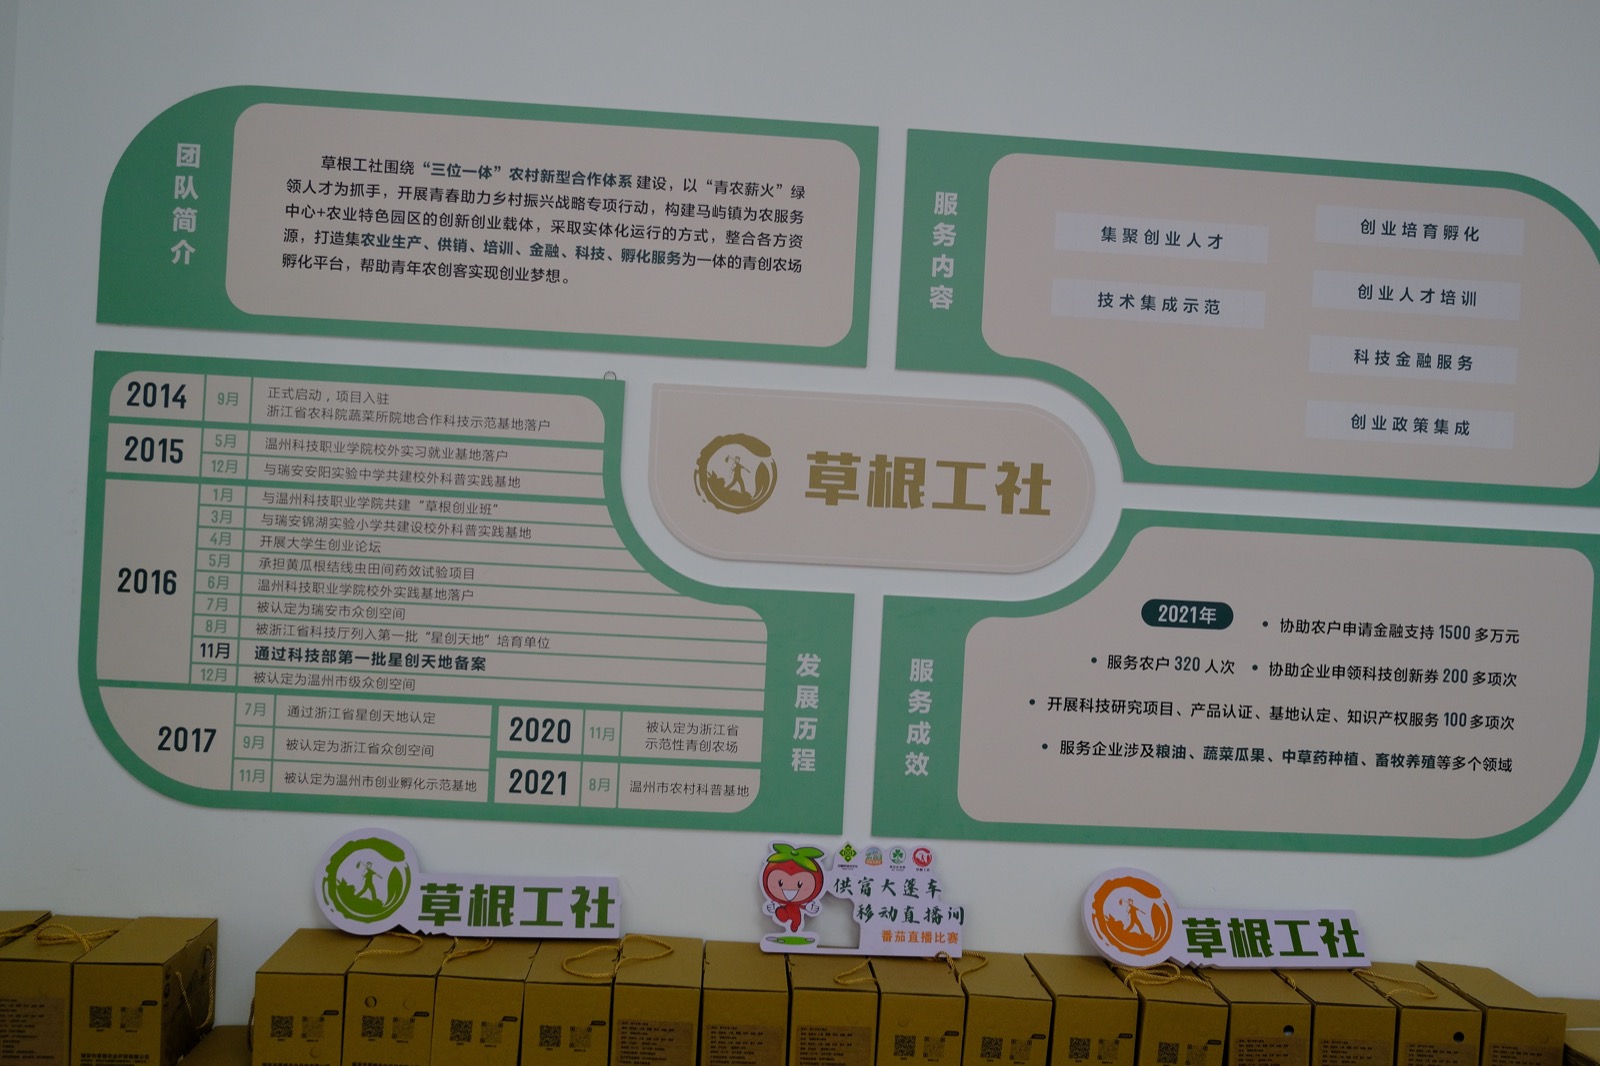 团队简介
草根工社围绕“三位一体”农村新型合作体系建设，以“青农薪火”绿
领人才为抓手，开展青春助力乡村振兴战略专项行动，构建马屿镇为农服务
中心+农业特色园区的创新创业载体，采取实体化运行的方式，整合各方资
源，打造集农业生产、供销、培训、金融、科技、孵化服务为一体的青创农场
孵化平台，帮助青年农创客实现创业梦想。
服务内容
集聚创业人才
技术集成示范
创业培育孵化
创业人才培训
科技金融服务
创业政策集成
草根工社
发展历程
2014
9月
正式启动，项目入驻
浙江省农科院蔬菜所院地合作科技示范基地落户
2015
5月
温州科技职业学院校外实习就业基地落户
12月
与瑞安安阳实验中学共建校外科普实践基地
2016
1月
与温州科技职业学院共建“草根创业班”
3月
与瑞安锦湖实验小学共建设校外科普实践基地
4月
开展大学生创业论坛
5月
承担黄瓜根结线虫田间药效试验项目
6月
温州科技职业学院校外实践基地落户
7月
被认定为瑞安市众创空间
8月
被浙江省科技厅列入第一批“星创天地”培育单位
11月
通过科技部第一批星创天地备案
12月
被认定为温州市级众创空间
2017
7月
通过浙江省星创天地认定
9月
被认定为浙江省众创空间
11月
被认定为温州市创业孵化示范基地
2020
11月
被认定为浙江省
示范性青创农场
2021
8月
温州市农村科普基地
服务成效
2021年
• 协助农户申请金融支持1500多万元
• 服务农户320人次
• 协助企业申领科技创新券200多项次
• 开展科技研究项目、产品认证、基地认定、知识产权服务100多项次
• 服务企业涉及粮油、蔬菜瓜果、中草药种植、畜牧养殖等多个领域
草根工社
供富大篷车
移动直播间
番茄直播比赛
草根工社